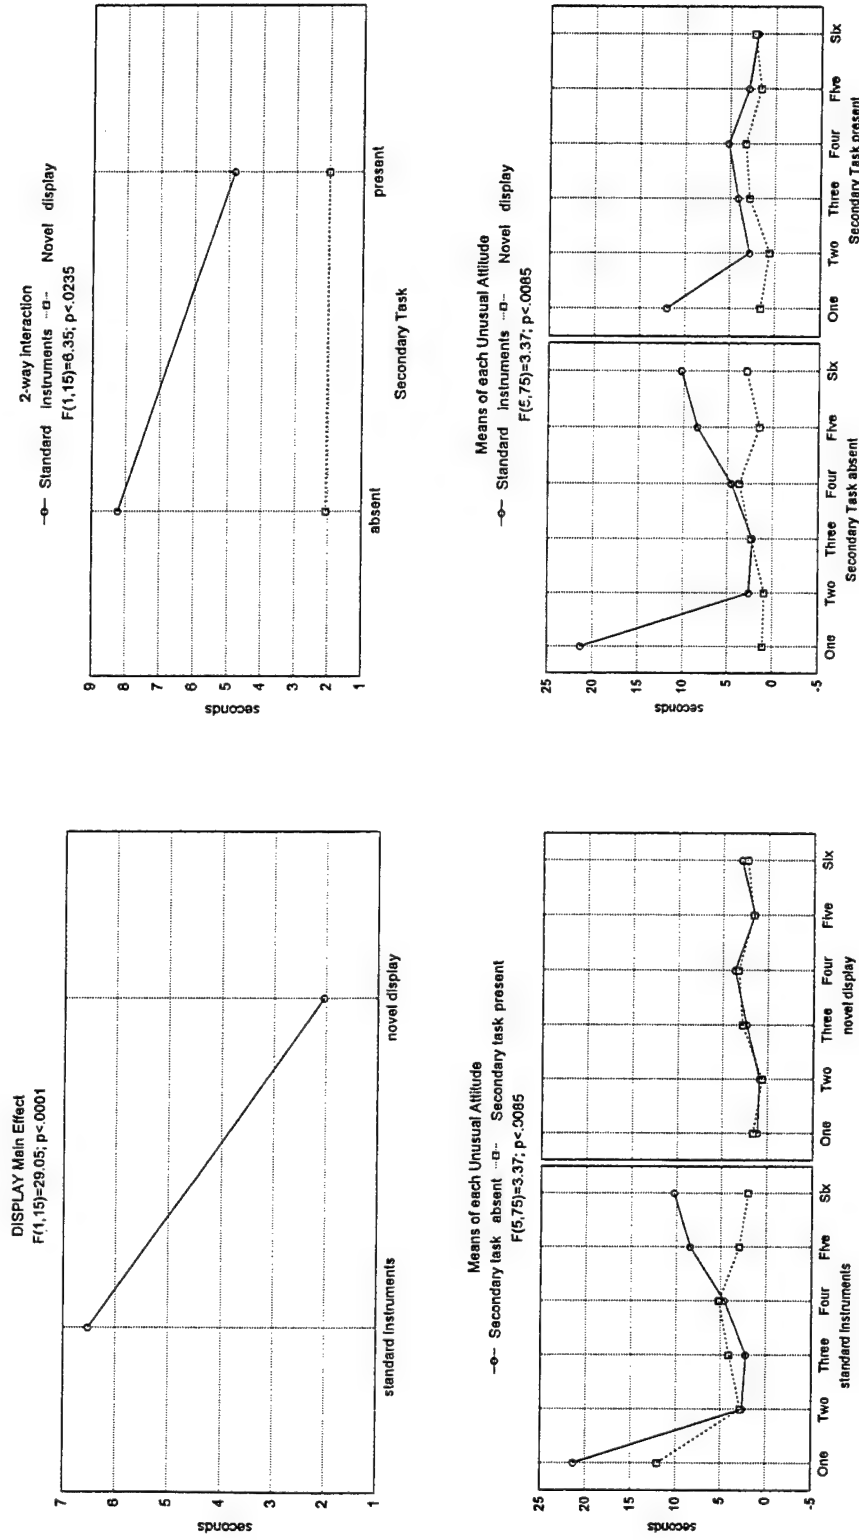 DISPLAY Main Effect
F(1,15)=29.05; p<.0001
7
6
5
4
3
2
1
seconds
standard instruments
novel display
2-way interaction
Standard instruments Novel display
F(1,15)=6.35; p<.0235
9
8
7
6
5
4
3
2
1
seconds
absent
present
Secondary Task
Means of each Unusual Attitude
Secondary task absent Secondary task present
F(5,75)=3.37; p<.0085
25
20
15
10
5
0
-5
seconds
One Two Three Four Five Six
standard instruments
One Two Three Four Five Six
novel display
Means of each Unusual Attitude
Standard instruments Novel display
F(5,75)=3.37; p<.0085
25
20
15
10
5
0
-5
seconds
One Two Three Four Five Six
Secondary Task absent
One Two Three Four Five Six
Secondary Task present